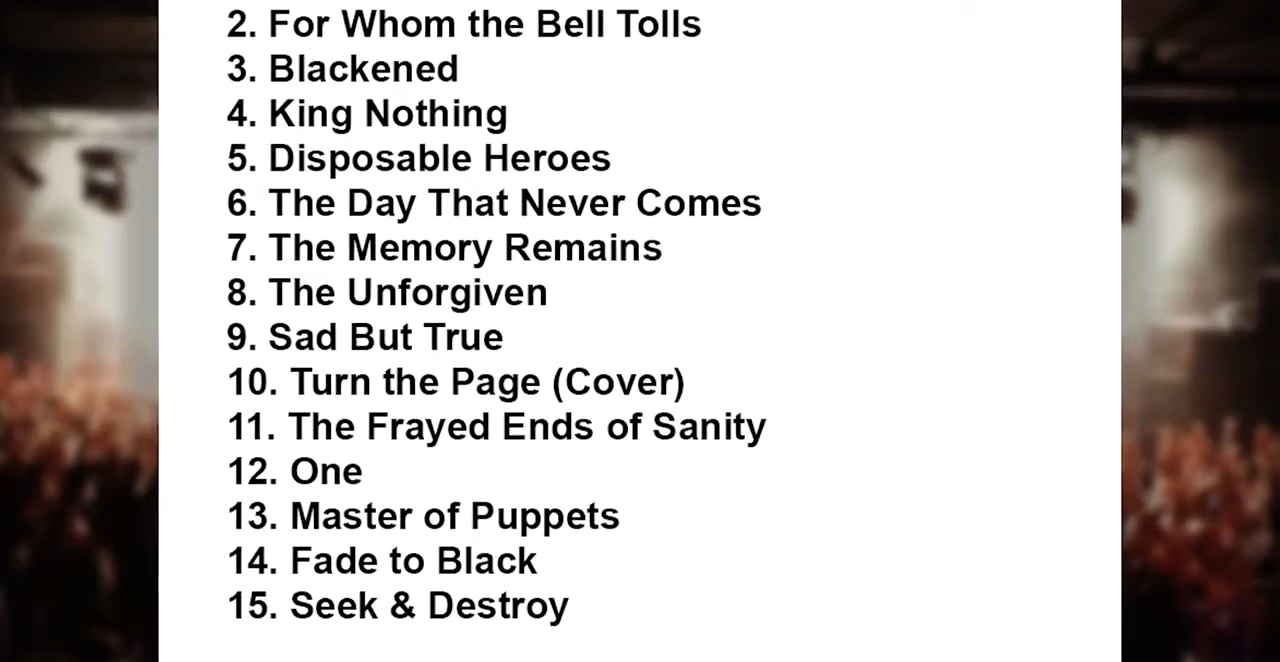 2. For Whom the Bell Tolls
3. Blackened
4. King Nothing
5. Disposable Heroes
6. The Day That Never Comes
7. The Memory Remains
8. The Unforgiven
9. Sad But True
10. Turn the Page (Cover)
11. The Frayed Ends of Sanity
12. One
13. Master of Puppets
14. Fade to Black
15. Seek & Destroy